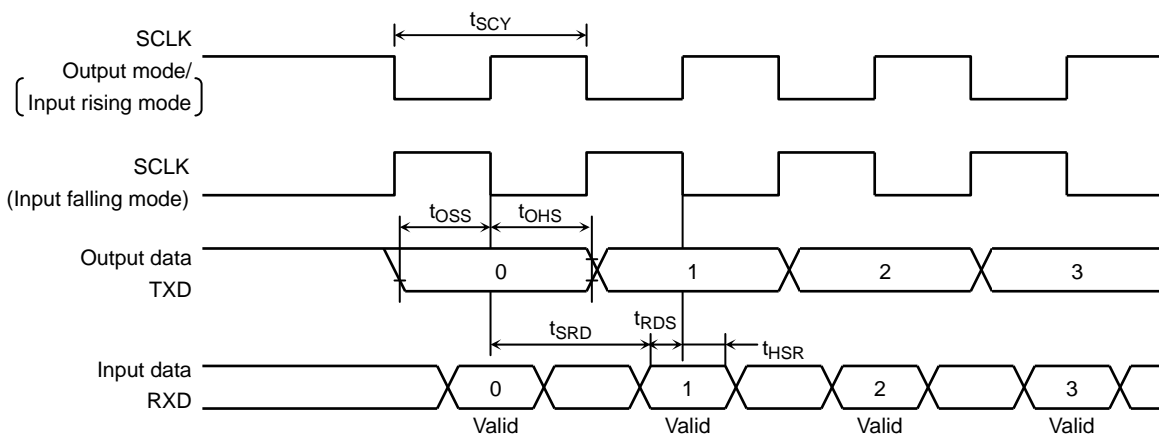 tSCY
SCLK
Output mode/
Input rising mode
SCLK
(Input falling mode)
tOSS tOHS
Output data
TXD
0 1 2 3
tSRD tRDS tHSR
Input data
RXD
0 1 2 3
Valid Valid Valid Valid